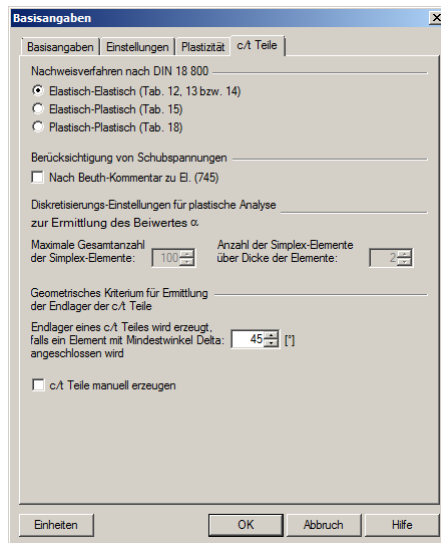 Basisangaben
Basisangaben Einstellungen Plastizität c/t Teile
Nachweisverfahren nach DIN 18 800
Elastisch-Elastisch (Tab. 12, 13 bzw. 14)
Elastisch-Plastisch (Tab. 15)
Plastisch-Plastisch (Tab. 18)
Berücksichtigung von Schubspannungen
Nach Beuth-Kommentar zu El. (745)
Diskretisierungs-Einstellungen für plastische Analyse
zur Ermittlung des Beiwertes α
Maximale Gesamtanzahl Anzahl der Simplex-Elemente
der Simplex-Elemente: 100 über Dicke der Elemente: 2
Geometrisches Kriterium für Ermittlung
der Endlager der c/t Teile
Endlager eines c/t Teiles wird erzeugt,
falls ein Element mit Mindestwinkel Delta: 45 [°]
angeschlossen wird
c/t Teile manuell erzeugen
Einheiten OK Abbruch Hilfe